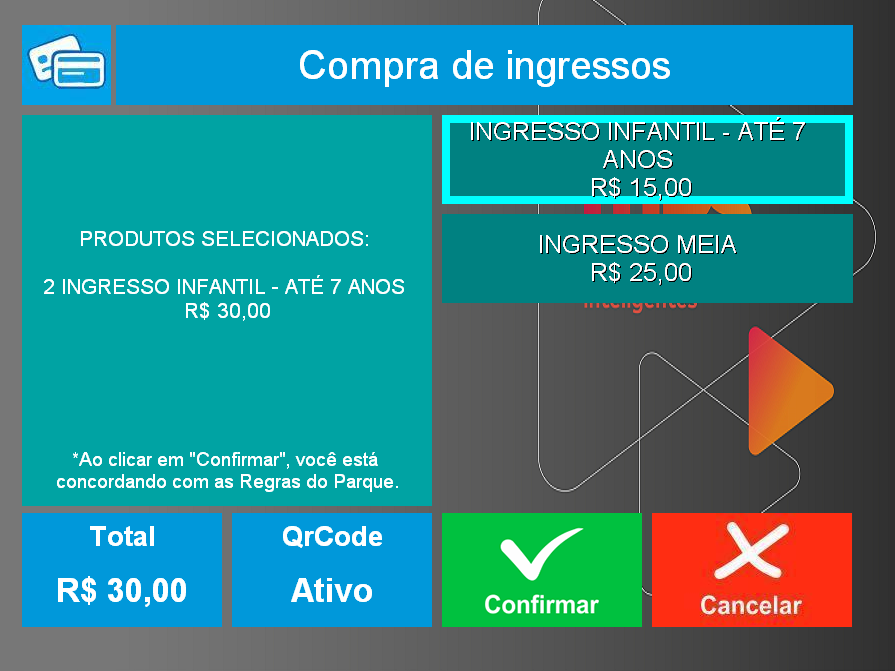 Compra de ingressos
PRODUTOS SELECIONADOS:
2 INGRESSO INFANTIL - ATÉ 7 ANOS
R$ 30,00
*Ao clicar em "Confirmar", você está
concordando com as Regras do Parque.
INGRESSO INFANTIL - ATÉ 7
ANOS
R$ 15,00
INGRESSO MEIA
R$ 25,00
Inteligentes
Total
R$ 30,00
QrCode
Ativo
Confirmar
Cancelar